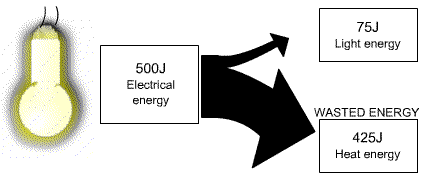 500J
Electrical
energy
75J
Light energy
WASTED ENERGY
425J
Heat energy